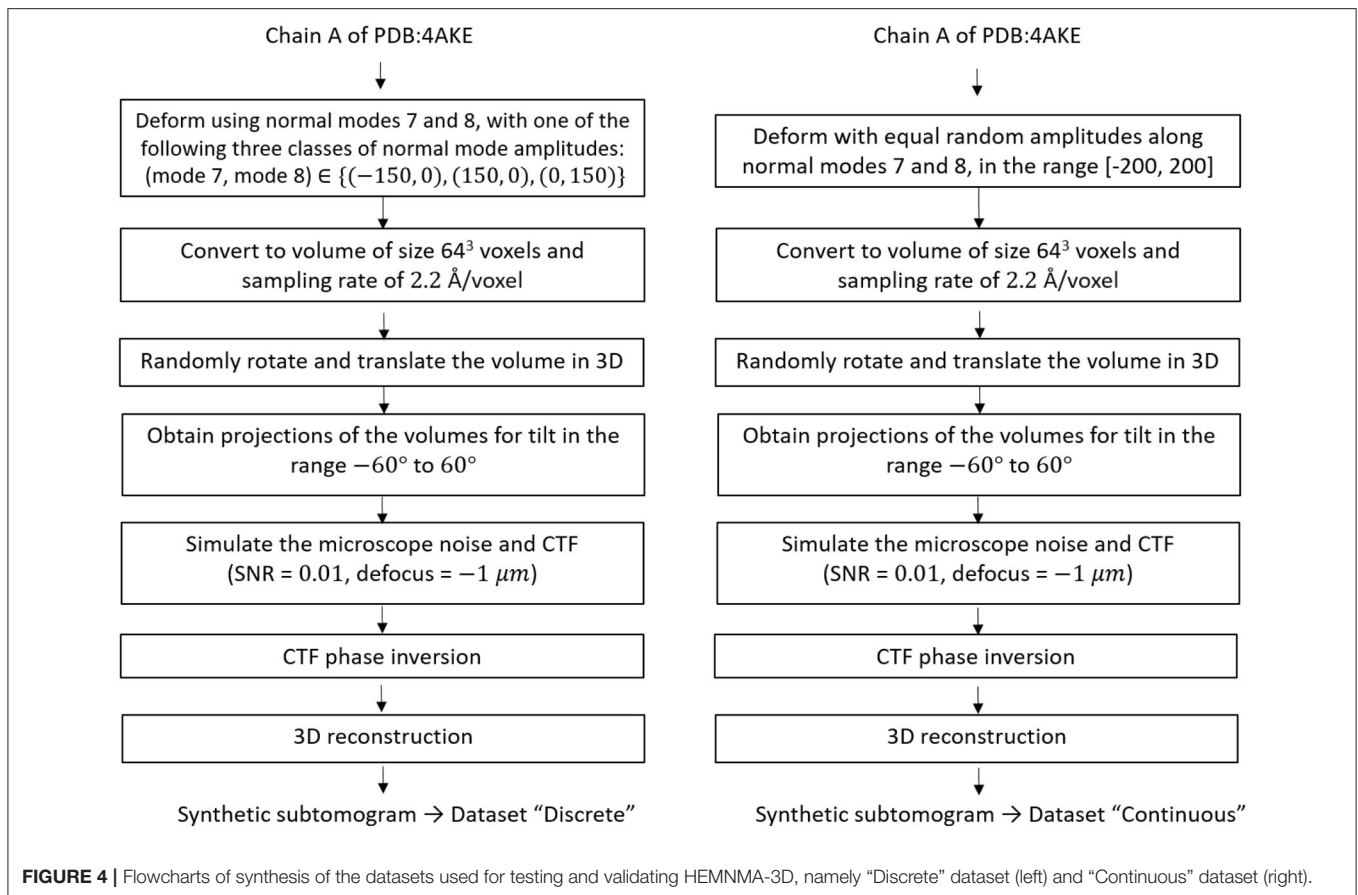 Chain A of PDB:4AKE
Deform using normal modes 7 and 8, with one of the
following three classes of normal mode amplitudes:
(mode 7, mode 8) ∈ {(−150, 0), (150, 0), (0, 150)}
Convert to volume of size 64³ voxels and
sampling rate of 2.2 Å/voxel
Randomly rotate and translate the volume in 3D
Obtain projections of the volumes for tilt in the
range −60° to 60°
Simulate the microscope noise and CTF
(SNR = 0.01, defocus = −1 μm)
CTF phase inversion
3D reconstruction
Synthetic subtomogram → Dataset “Discrete”
Chain A of PDB:4AKE
Deform with equal random amplitudes along
normal modes 7 and 8, in the range [-200, 200]
Convert to volume of size 64³ voxels and
sampling rate of 2.2 Å/voxel
Randomly rotate and translate the volume in 3D
Obtain projections of the volumes for tilt in the
range −60° to 60°
Simulate the microscope noise and CTF
(SNR = 0.01, defocus = −1 μm)
CTF phase inversion
3D reconstruction
Synthetic subtomogram → Dataset “Continuous”
FIGURE 4 | Flowcharts of synthesis of the datasets used for testing and validating HEMNMA-3D, namely “Discrete” dataset (left) and “Continuous” dataset (right).